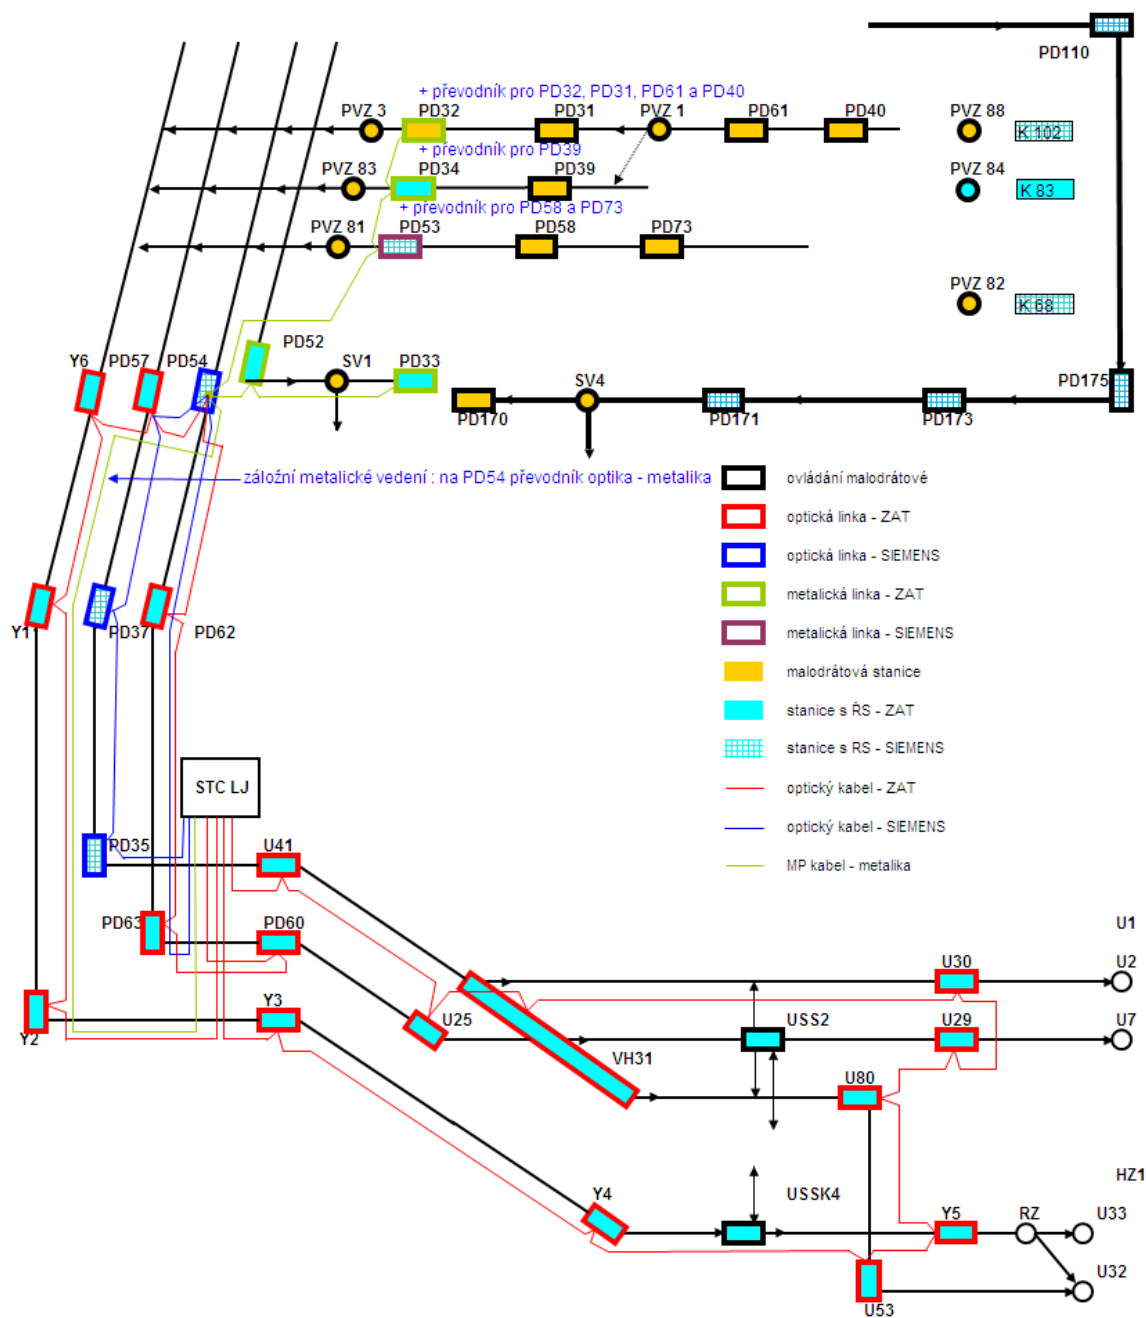 PD110
+ převodník pro PD32, PD31, PD61 a PD40
PVZ 3
PD32
PD31
PVZ 1
PD61
PD40
PVZ 88
K 102
+ převodník pro PD39
PVZ 83
PD34
PD39
PVZ 84
K 83
+ převodník pro PD58 a PD73
PVZ 81
PD53
PD58
PD73
PVZ 82
K 68
Y6
PD57
PD54
PD52
SV1
PD33
SV4
PD175
PD170
PD171
PD173
záložní metalické vedení : na PD54 převodník optika - metalika
ovládání malodrátové
optická linka - ZAT
optická linka - SIEMENS
metalická linka - ZAT
metalická linka - SIEMENS
malodrátová stanice
stanice s ŘS - ZAT
stanice s RS - SIEMENS
optický kabel - ZAT
optický kabel - SIEMENS
MP kabel - metalika
Y1
PD37
PD62
STC LJ
PD35
U41
PD63
PD60
U1
U30
U2
Y2
Y3
U25
USS2
U29
U7
VH31
U80
HZ1
Y4
USSK4
Y5
RZ
U33
U32
U53